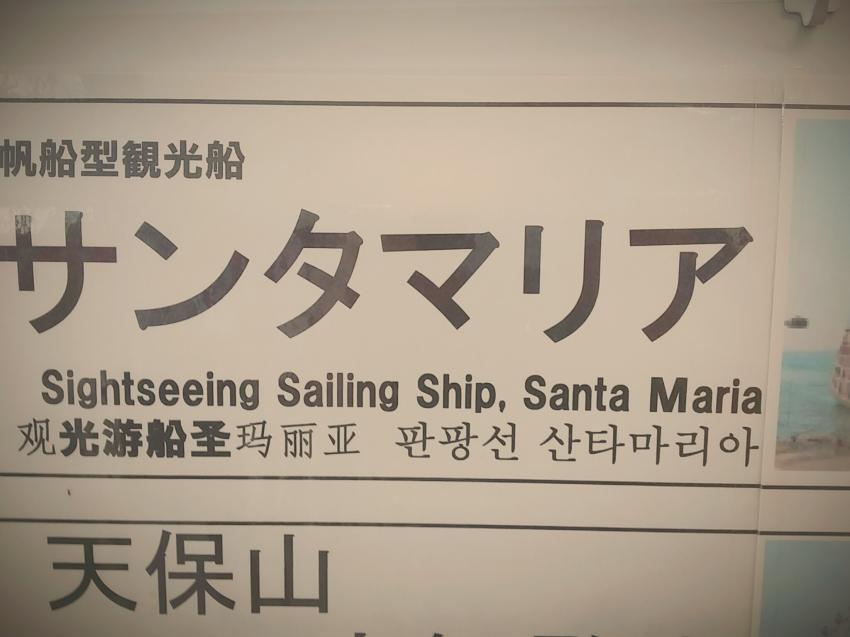 帆船型観光船
サンタマリア
Sightseeing Sailing Ship, Santa Maria
观光游船圣玛丽亚 판광선 산타마리아
天保山